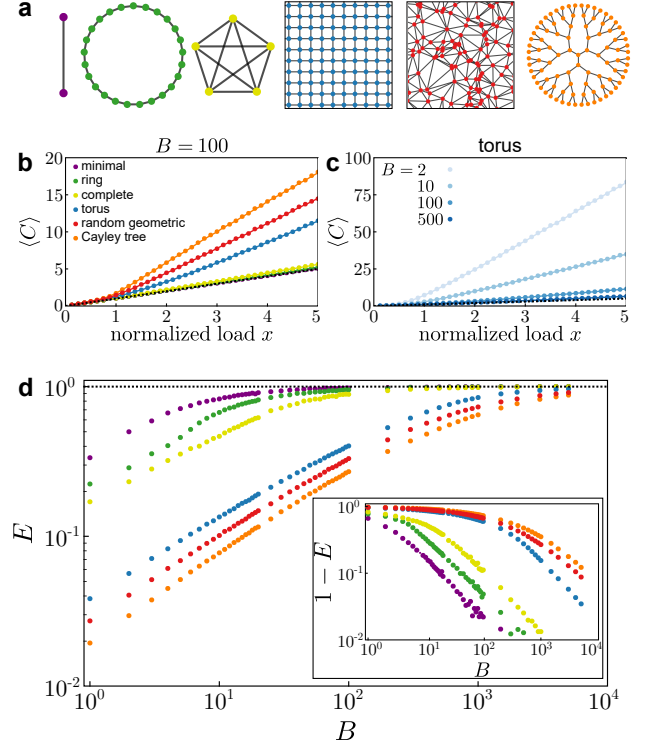 a
b
B = 100
20
15
10
5
0
⟨C⟩
minimal
ring
complete
torus
random geometric
Cayley tree
0 1 2 3 4 5
normalized load x
c
torus
100
75
50
25
0
⟨C⟩
B = 2
10
100
500
0 1 2 3 4 5
normalized load x
d
10⁰
10⁻¹
10⁻²
E
10⁰ 10¹ 10² 10³ 10⁴
B
10⁰
10⁻¹
10⁻²
1 − E
10⁰ 10¹ 10² 10³ 10⁴
B